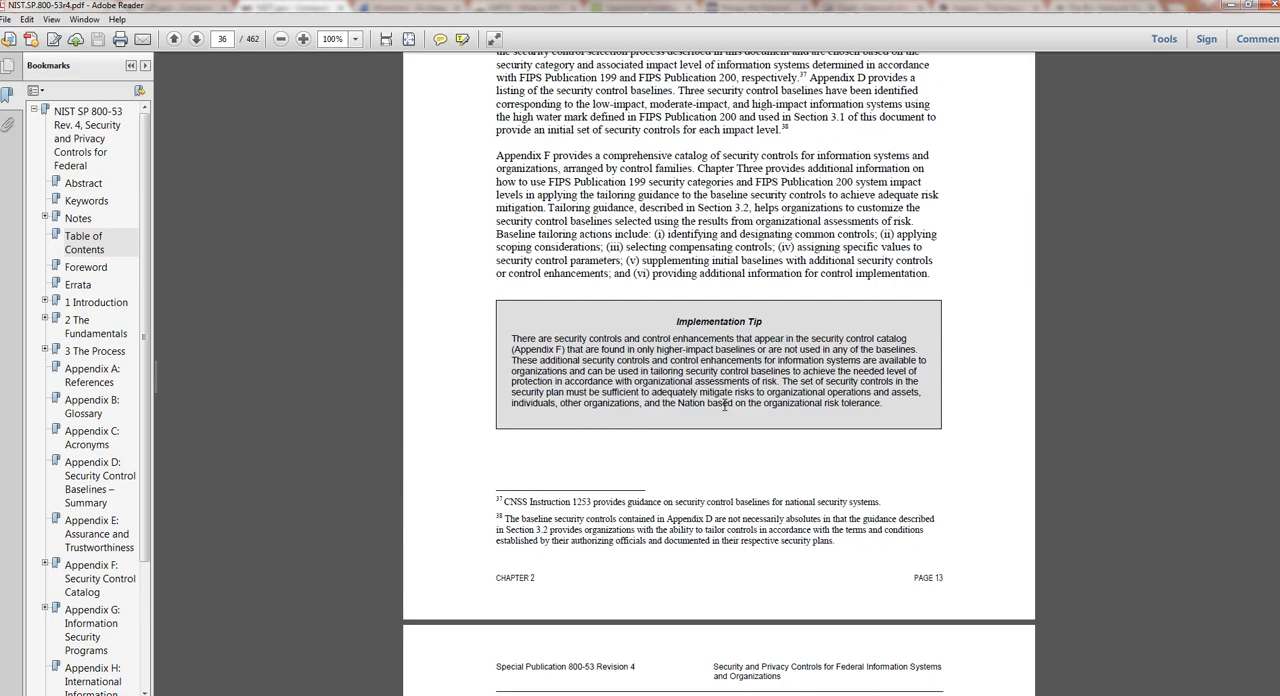 NIST.SP.800-53r4.pdf - Adobe Reader
File Edit View Window Help
36 / 462 100% Tools Sign Comment
Bookmarks
NIST SP 800-53
Rev. 4, Security
and Privacy
Controls for
Federal
Abstract
Keywords
Notes
Table of
Contents
Foreword
Errata
1 Introduction
2 The
Fundamentals
3 The Process
Appendix A:
References
Appendix B:
Glossary
Appendix C:
Acronyms
Appendix D:
Security Control
Baselines –
Summary
Appendix E:
Assurance and
Trustworthiness
Appendix F:
Security Control
Catalog
Appendix G:
Information
Security
Programs
Appendix H:
International
Information
the security control selection process described in this document and are chosen based on the
security category and associated impact level of information systems determined in accordance
with FIPS Publication 199 and FIPS Publication 200, respectively.37 Appendix D provides a
listing of the security control baselines. Three security control baselines have been identified
corresponding to the low-impact, moderate-impact, and high-impact information systems using
the high water mark defined in FIPS Publication 200 and used in Section 3.1 of this document to
provide an initial set of security controls for each impact level.38
Appendix F provides a comprehensive catalog of security controls for information systems and
organizations, arranged by control families. Chapter Three provides additional information on
how to use FIPS Publication 199 security categories and FIPS Publication 200 system impact
levels in applying the tailoring guidance to the baseline security controls to achieve adequate risk
mitigation. Tailoring guidance, described in Section 3.2, helps organizations to customize the
security control baselines selected using the results from organizational assessments of risk.
Baseline tailoring actions include: (i) identifying and designating common controls; (ii) applying
scoping considerations; (iii) selecting compensating controls; (iv) assigning specific values to
security control parameters; (v) supplementing initial baselines with additional security controls
or control enhancements; and (vi) providing additional information for control implementation.
Implementation Tip
There are security controls and control enhancements that appear in the security control catalog
(Appendix F) that are found in only higher-impact baselines or are not used in any of the baselines.
These additional security controls and control enhancements for information systems are available to
organizations and can be used in tailoring security control baselines to achieve the needed level of
protection in accordance with organizational assessments of risk. The set of security controls in the
security plan must be sufficient to adequately mitigate risks to organizational operations and assets,
individuals, other organizations, and the Nation based on the organizational risk tolerance.
37 CNSS Instruction 1253 provides guidance on security control baselines for national security systems.
38 The baseline security controls contained in Appendix D are not necessarily absolutes in that the guidance described
in Section 3.2 provides organizations with the ability to tailor controls in accordance with the terms and conditions
established by their authorizing officials and documented in their respective security plans.
CHAPTER 2 PAGE 13
Special Publication 800-53 Revision 4 Security and Privacy Controls for Federal Information Systems
and Organizations